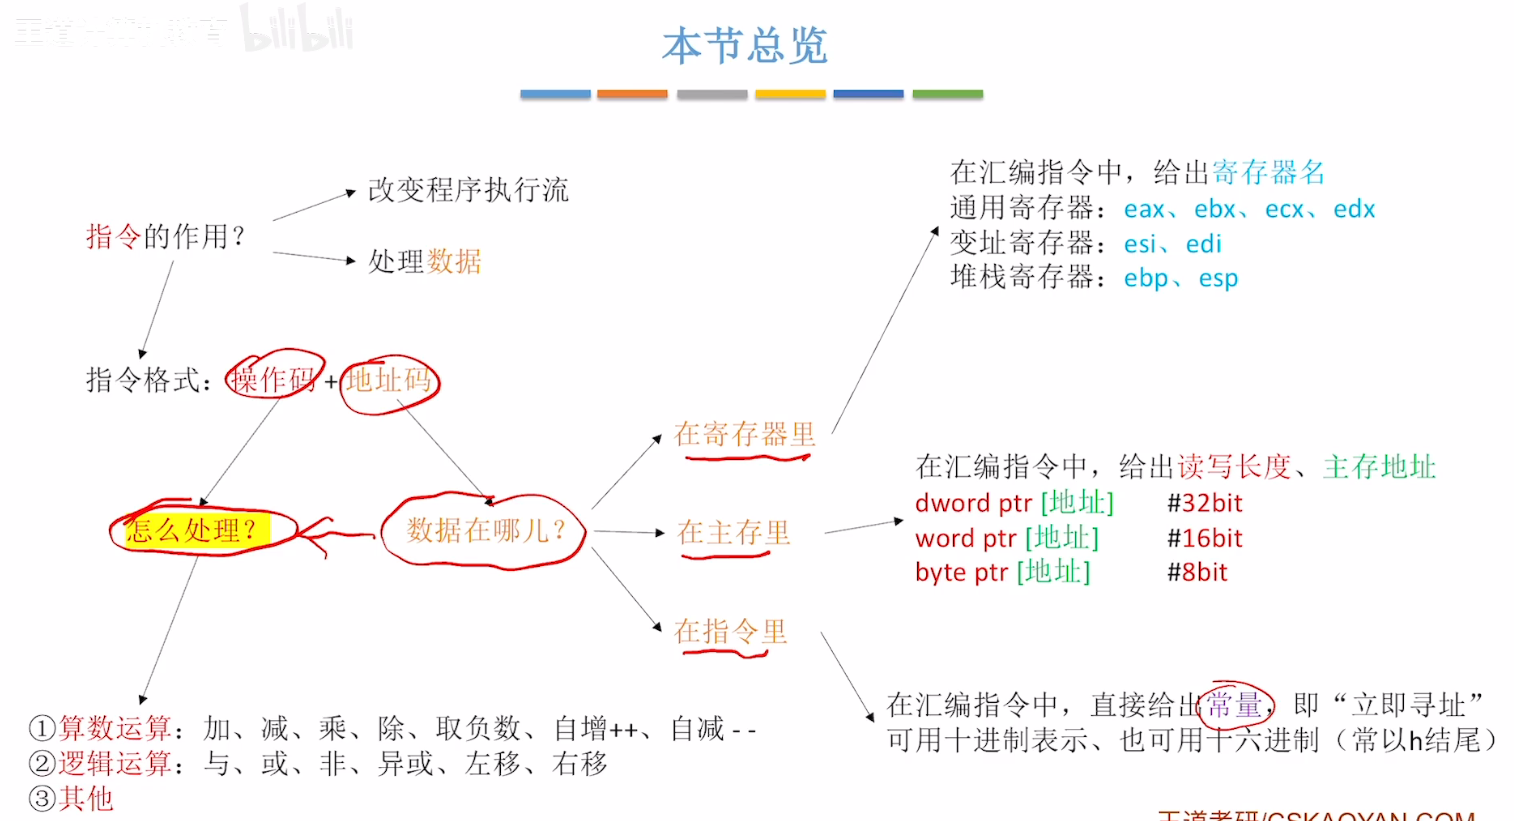 bilibili
本节总览
指令的作用？
改变程序执行流
处理数据
指令格式：操作码 + 地址码
怎么处理？
数据在哪儿？
在寄存器里
在主存里
在指令里
在汇编指令中，给出寄存器名
通用寄存器：eax、ebx、ecx、edx
变址寄存器：esi、edi
堆栈寄存器：ebp、esp
在汇编指令中，给出读写长度、主存地址
dword ptr [地址] #32bit
word ptr [地址] #16bit
byte ptr [地址] #8bit
在汇编指令中，直接给出常量，即“立即寻址”
可用十进制表示、也可用十六进制（常以h结尾）
①算数运算：加、减、乘、除、取负数、自增++、自减--
②逻辑运算：与、或、非、异或、左移、右移
③其他
王道考研/CSKAOYAN.COM